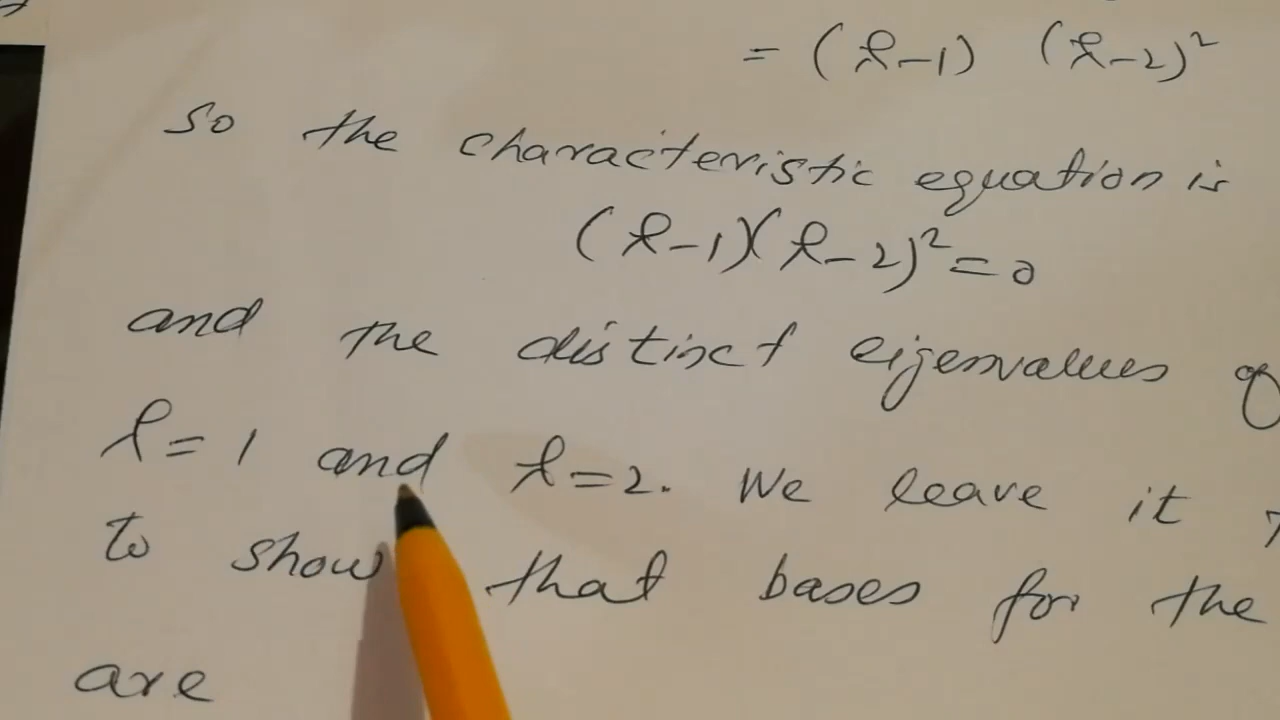 = (λ-1) (λ-2)²
so the characteristic equation is
(λ-1)(λ-2)²=0
and the distinct eigenvalues of
λ=1 and λ=2. We leave it
to show that bases for the
are